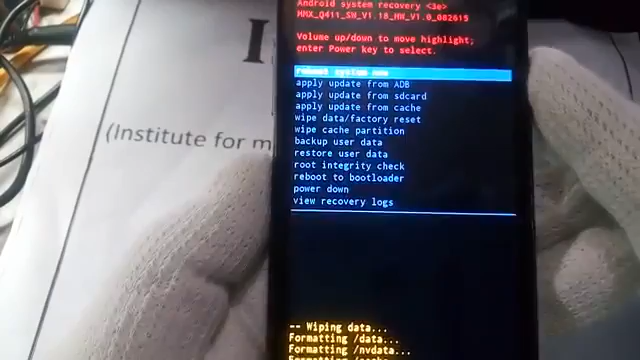 Android system recovery <3e>
MMX_Q411_SW_V1.18_HW_V1.0_082615
Volume up/down to move highlight;
enter Power key to select.
reboot system now
apply update from ADB
apply update from sdcard
apply update from cache
wipe data/factory reset
wipe cache partition
backup user data
restore user data
root integrity check
reboot to bootloader
power down
view recovery logs
I
(Institute for m
-- Wiping data...
Formatting /data...
Formatting /nvdata...